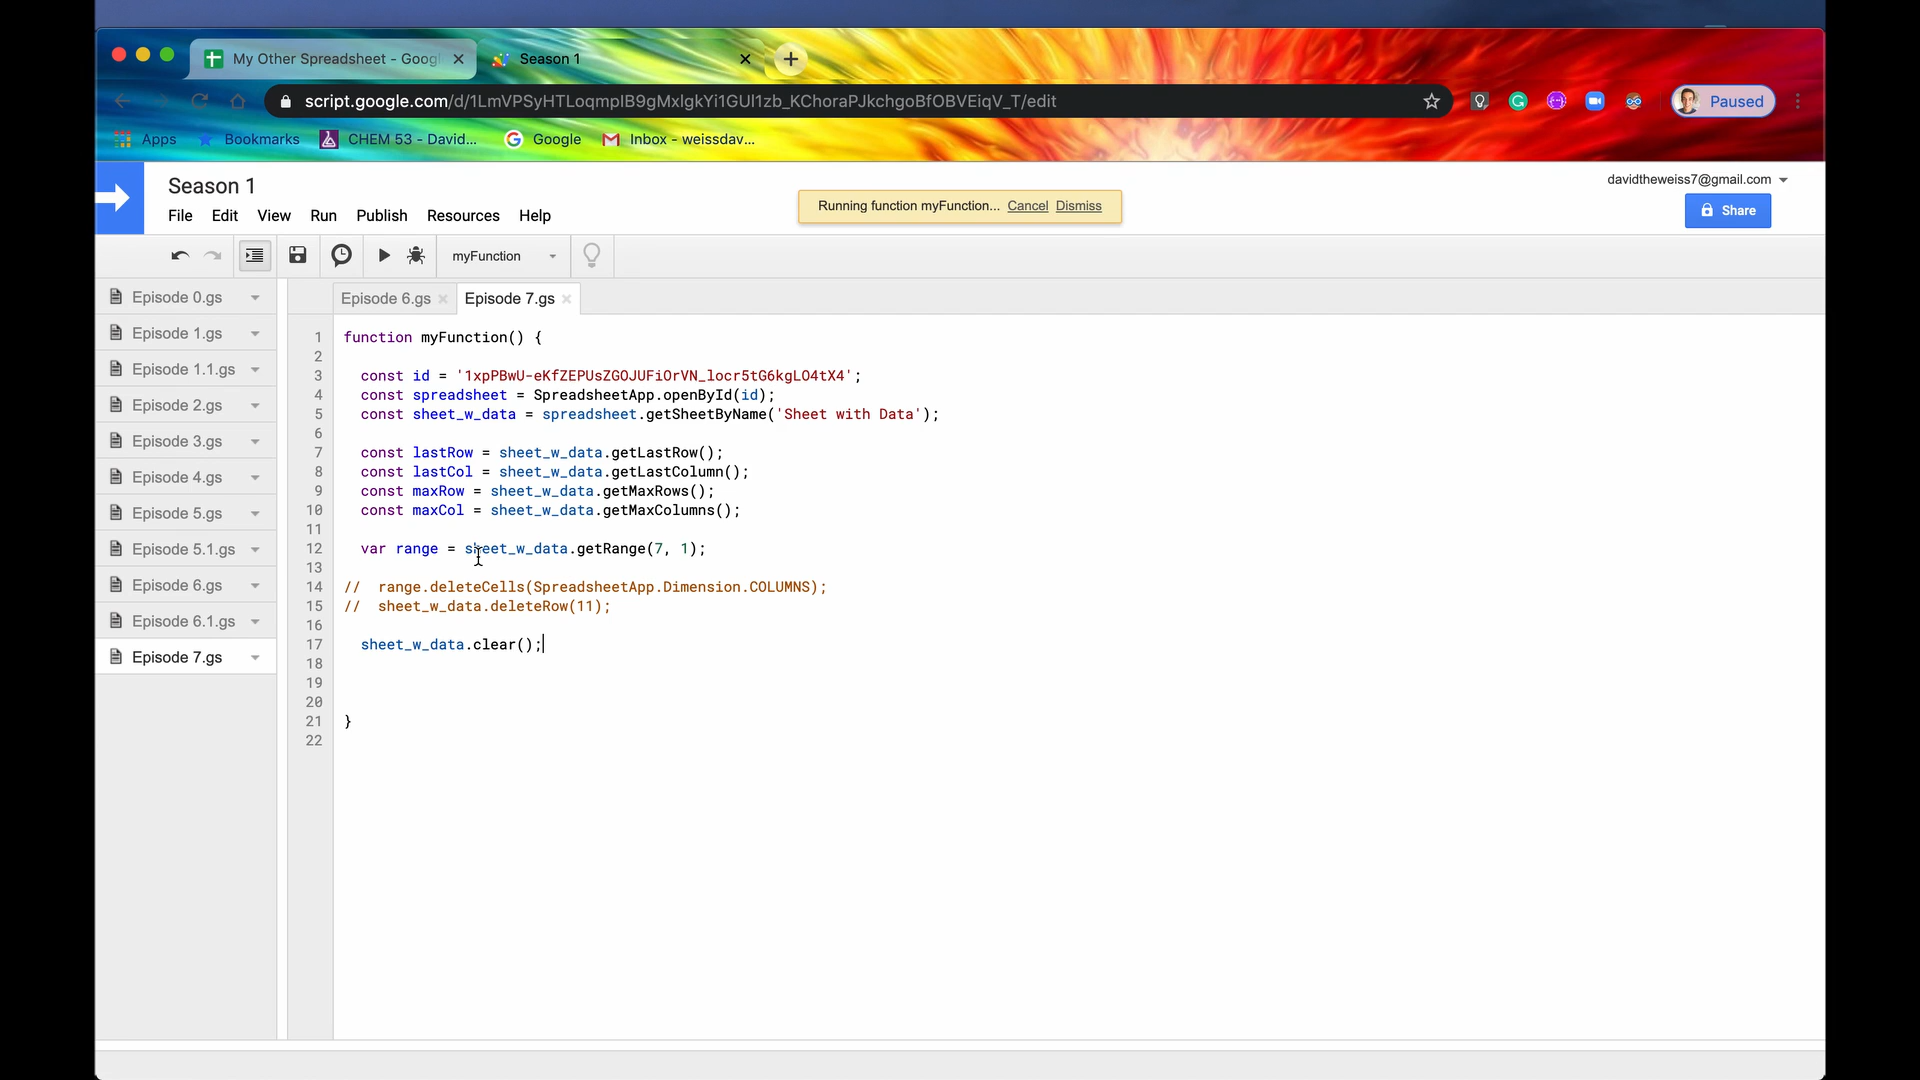 My Other Spreadsheet - Googl
Season 1
script.google.com/d/1LmVPSyHTLoqmpIB9gMxlgkYi1GUl1zb_KChoraPJkchgoBfOBVEiqV_T/edit
Paused
Apps
Bookmarks
CHEM 53 - David...
Google
Inbox - weissdav...
Season 1
davidtheweiss7@gmail.com
Running function myFunction... Cancel Dismiss
File Edit View Run Publish Resources Help
Share
myFunction
Episode 0.gs
Episode 1.gs
Episode 1.1.gs
Episode 2.gs
Episode 3.gs
Episode 4.gs
Episode 5.gs
Episode 5.1.gs
Episode 6.gs
Episode 6.1.gs
Episode 7.gs
Episode 6.gs
Episode 7.gs
1 function myFunction() {
2
3 const id = '1xpPBwU-eKfZEPUsZGOJUFiOrVN_locr5tG6kgLO4tX4';
4 const spreadsheet = SpreadsheetApp.openById(id);
5 const sheet_w_data = spreadsheet.getSheetByName('Sheet with Data');
6
7 const lastRow = sheet_w_data.getLastRow();
8 const lastCol = sheet_w_data.getLastColumn();
9 const maxRow = sheet_w_data.getMaxRows();
10 const maxCol = sheet_w_data.getMaxColumns();
11
12 var range = sheet_w_data.getRange(7, 1);
13
14 // range.deleteCells(SpreadsheetApp.Dimension.COLUMNS);
15 // sheet_w_data.deleteRow(11);
16
17 sheet_w_data.clear();
18
19
20
21 }
22